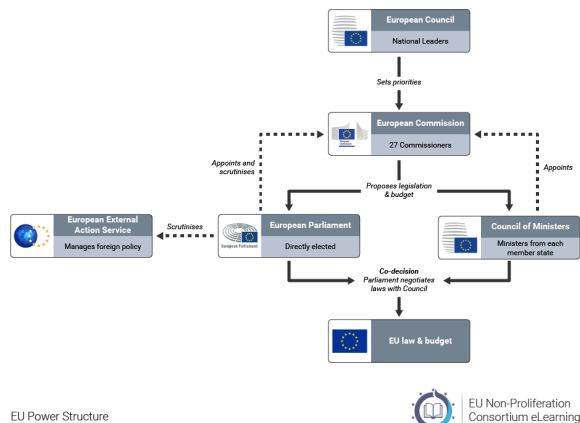 European Council
National Leaders
Sets priorities
European Commission
27 Commissioners
Appoints and
scrutinises
Appoints
Proposes legislation
& budget
European External
Action Service
Manages foreign policy
Scrutinises
European Parliament
European Parliament
Directly elected
Council of Ministers
Ministers from each
member state
Co-decision
Parliament negotiates
laws with Council
EU law & budget
EU Power Structure
EU Non-Proliferation
Consortium eLearning